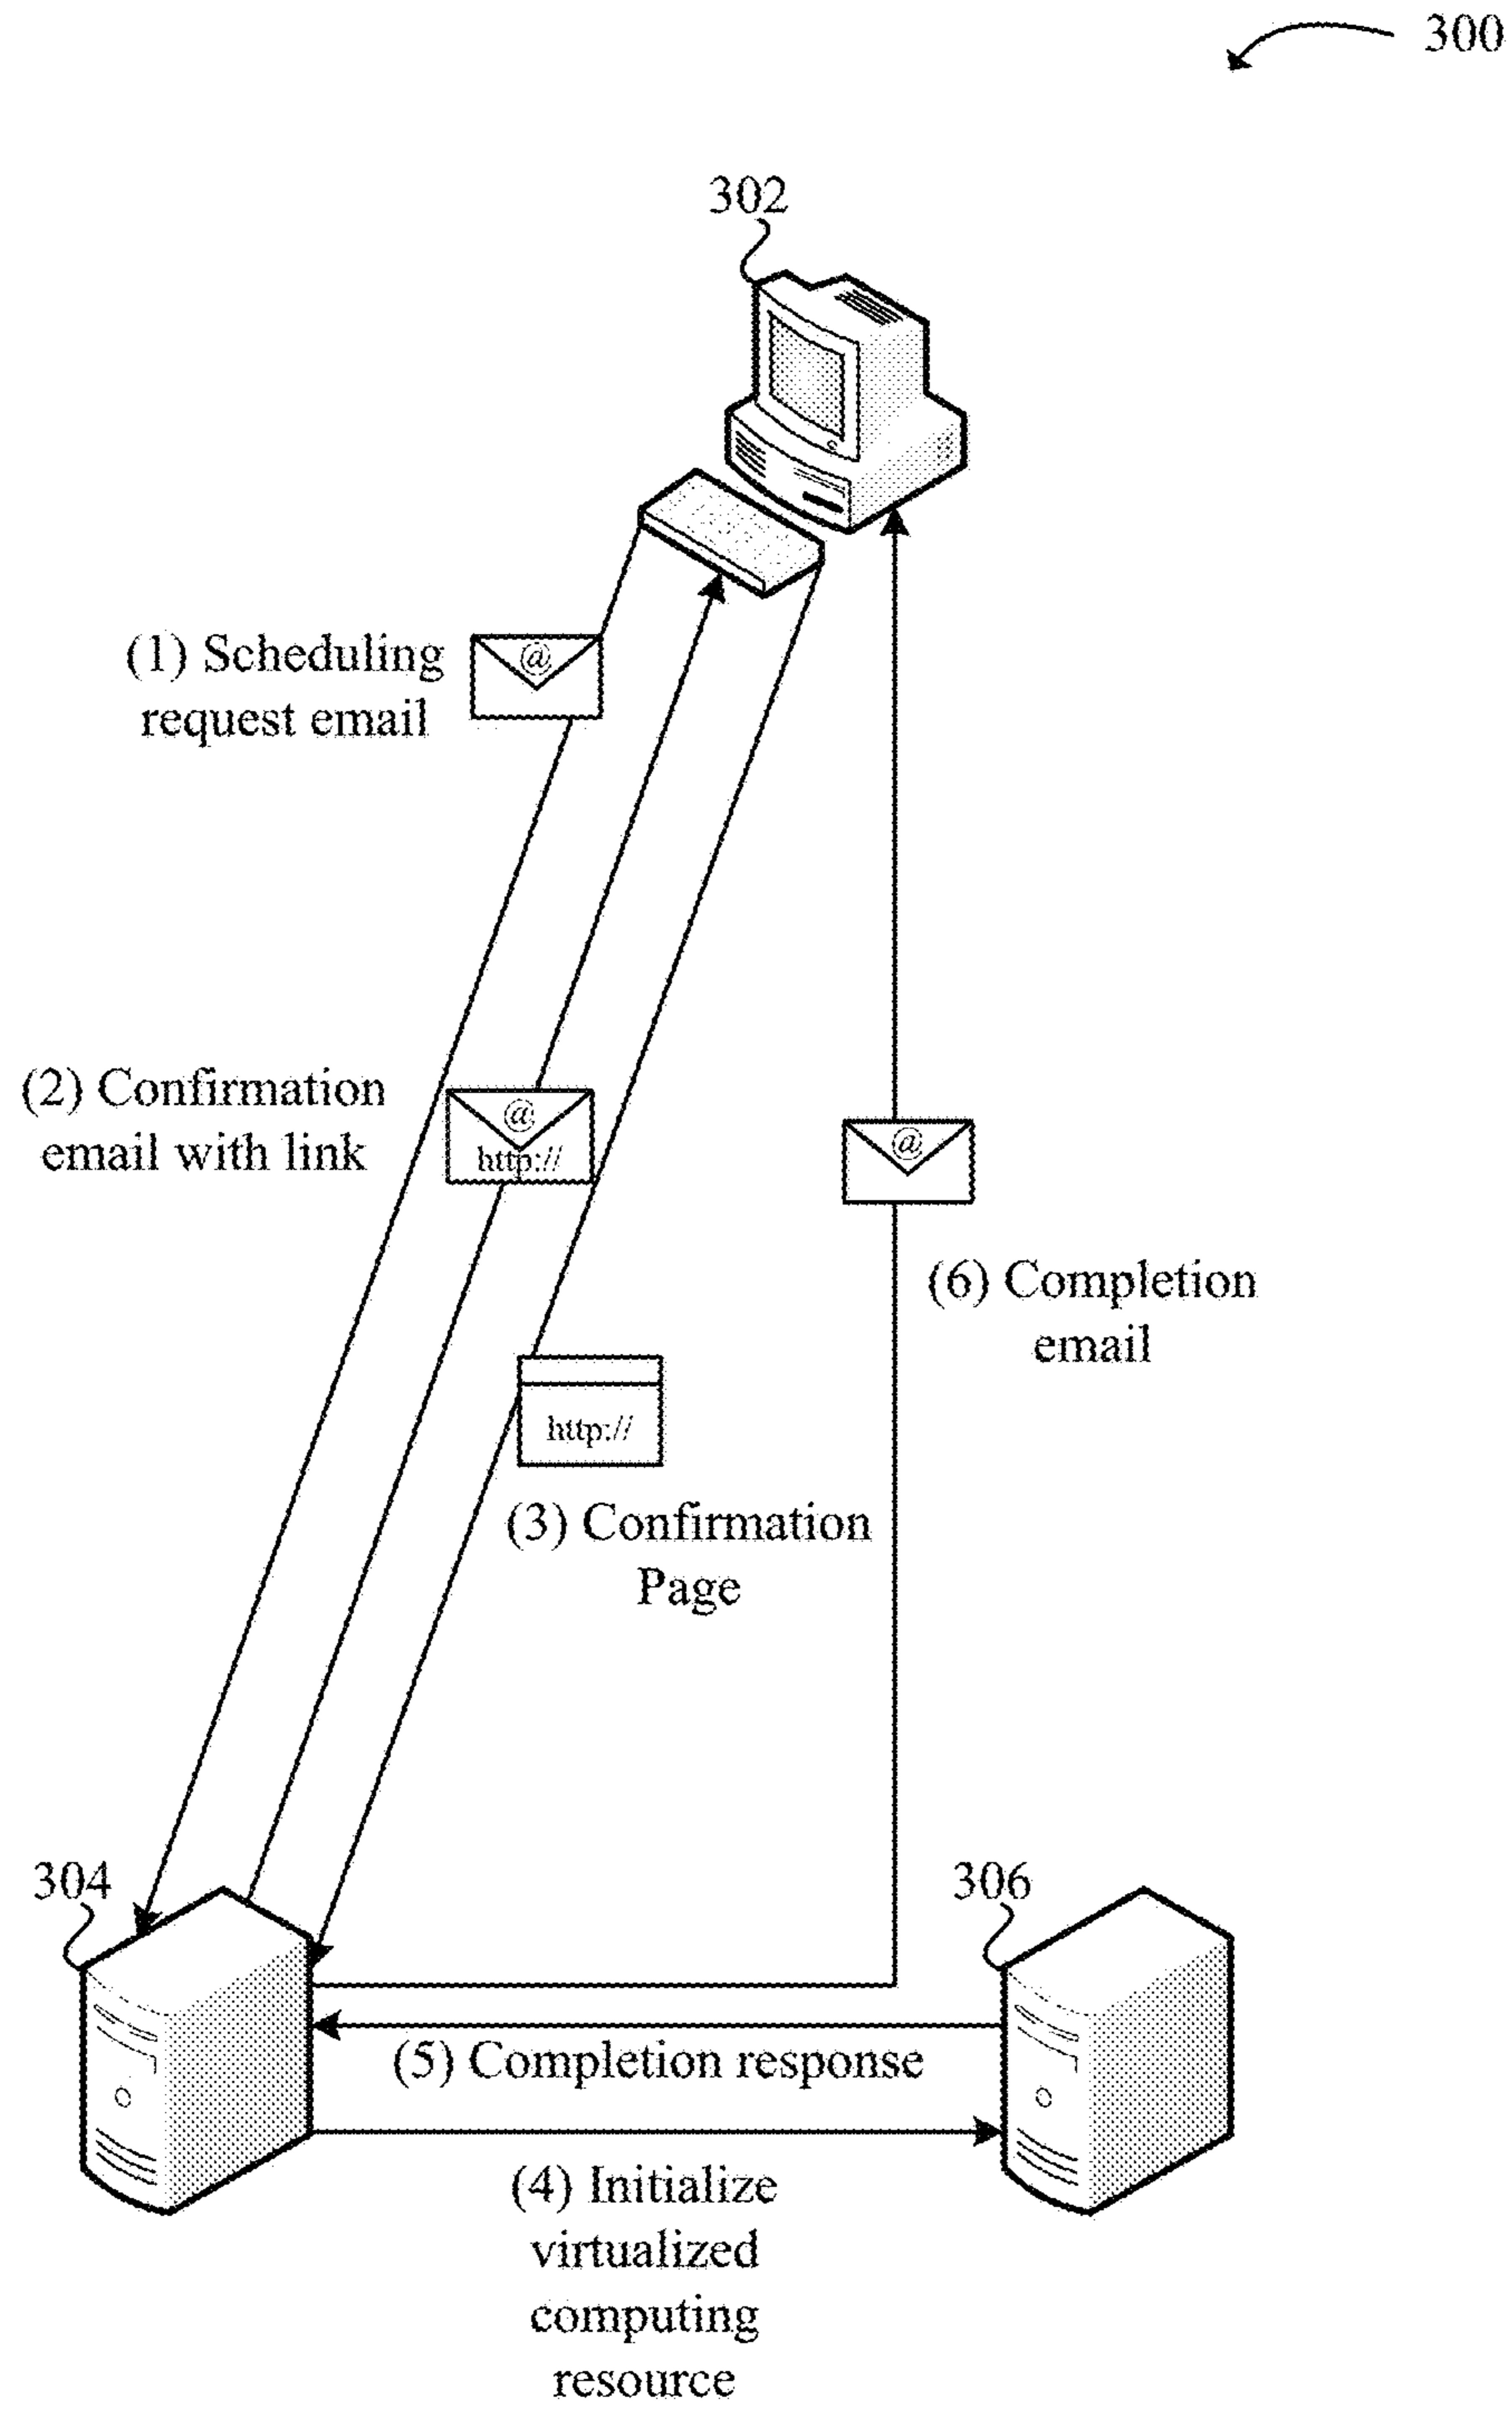 300
302
(1) Scheduling
request email
@
(2) Confirmation
email with link
@
http://
@
(6) Completion
email
http://
(3) Confirmation
Page
304
306
(5) Completion response
(4) Initialize
virtualized
computing
resource